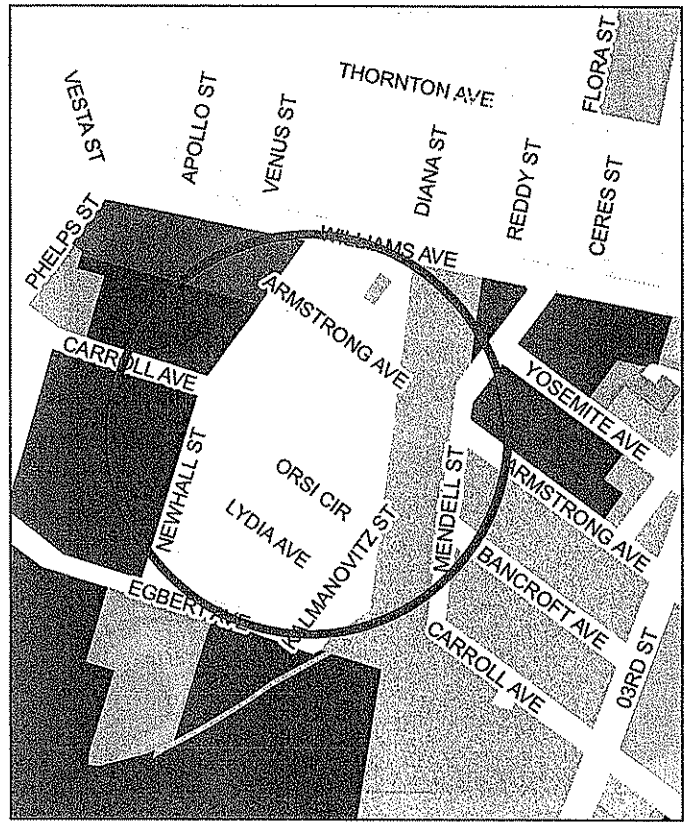 FLORA ST
THORNTON AVE
VESTA ST
APOLLO ST
VENUS ST
DIANA ST
REDDY ST
CERES ST
PHELPS ST
WILLIAMS AVE
ARMSTRONG AVE
CARROLL AVE
YOSEMITE AVE
NEWHALL ST
ORSI CIR
LYDIA AVE
MENDELL ST
ARMSTRONG AVE
BANCROFT AVE
EGBERT AVE
KALMANOVITZ ST
CARROLL AVE
03RD ST